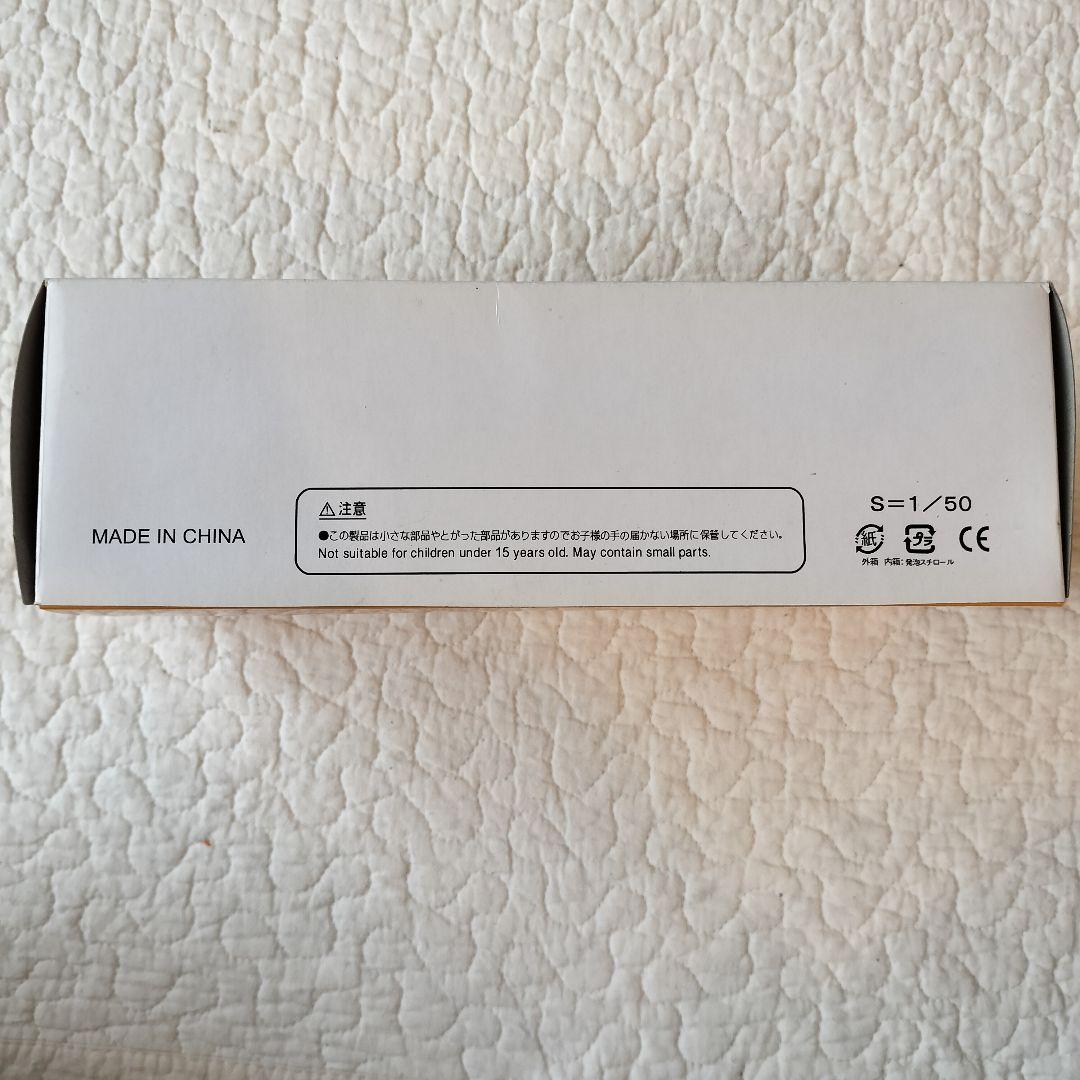 MADE IN CHINA
⚠注意
●この製品は小さな部品やとがった部品がありますのでお子様の手の届かない場所に保管してください。
Not suitable for children under 15 years old. May contain small parts.
S=1/50
紙 プラ CE
外箱 内箱:発泡スチロール